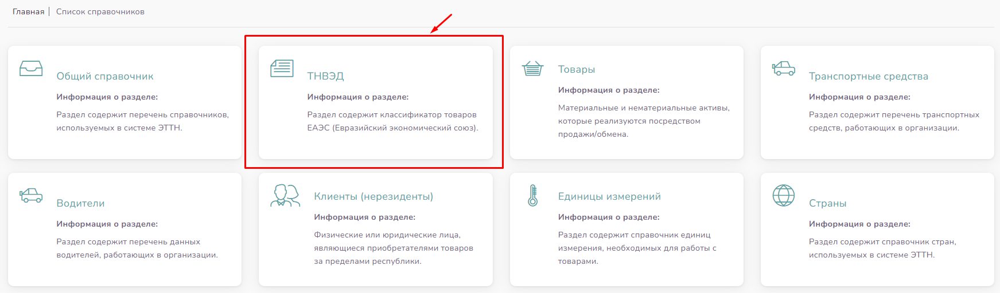 Главная | Список справочников
Общий справочник
Информация о разделе:
Раздел содержит перечень справочников,
используемых в системе ЭТТН.
ТНВЭД
Информация о разделе:
Раздел содержит классификатор товаров
ЕАЭС (Евразийский экономический союз).
Товары
Информация о разделе:
Материальные и нематериальные активы,
которые реализуются посредством
продажи/обмена.
Транспортные средства
Информация о разделе:
Раздел содержит перечень транспортных
средств, работающих в организации.
Водители
Информация о разделе:
Раздел содержит перечень данных
водителей, работающих в организации.
Клиенты (нерезиденты)
Информация о разделе:
Физические или юридические лица,
являющиеся приобретателями товаров
за пределами республики.
Единицы измерений
Информация о разделе:
Раздел содержит справочник единиц
измерения, необходимых для работы с
товарами.
Страны
Информация о разделе:
Раздел содержит справочник стран,
используемых в системе ЭТТН.